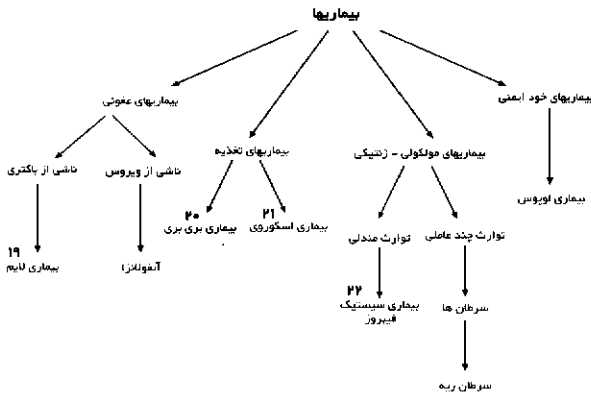 بیماریها
بیماریهای عفونی
بیماریهای تغذیه
بیماریهای مولکولی - ژنتیکی
بیماریهای خود ایمنی
ناشی از باکتری
ناشی از ویروس
۲۰
بیماری بری بری
۲۱
بیماری اسکوروی
توارث مندلی
توارث چند عاملی
بیماری لوپوس
۱۹
بیماری لایم
آنفولانزا
۲۲
بیماری سیستیک
فیبروز
سرطان ها
سرطان ریه